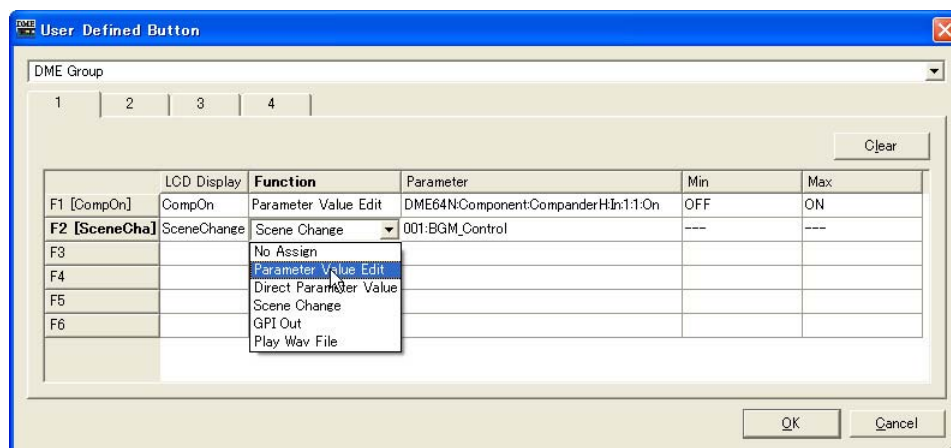 DME User Defined Button
DME Group
1 2 3 4
Clear
LCD Display Function Parameter Min Max
F1 [CompOn] CompOn Parameter Value Edit DME64N:Component:CompanderH:In:1:1:On OFF ON
F2 [SceneCha] SceneChange Scene Change 001:BGM_Control --- ---
F3 No Assign
Parameter Value Edit
F4 Direct Parameter Value
F5 Scene Change
F6 GPI Out
Play Wav File
OK Cancel